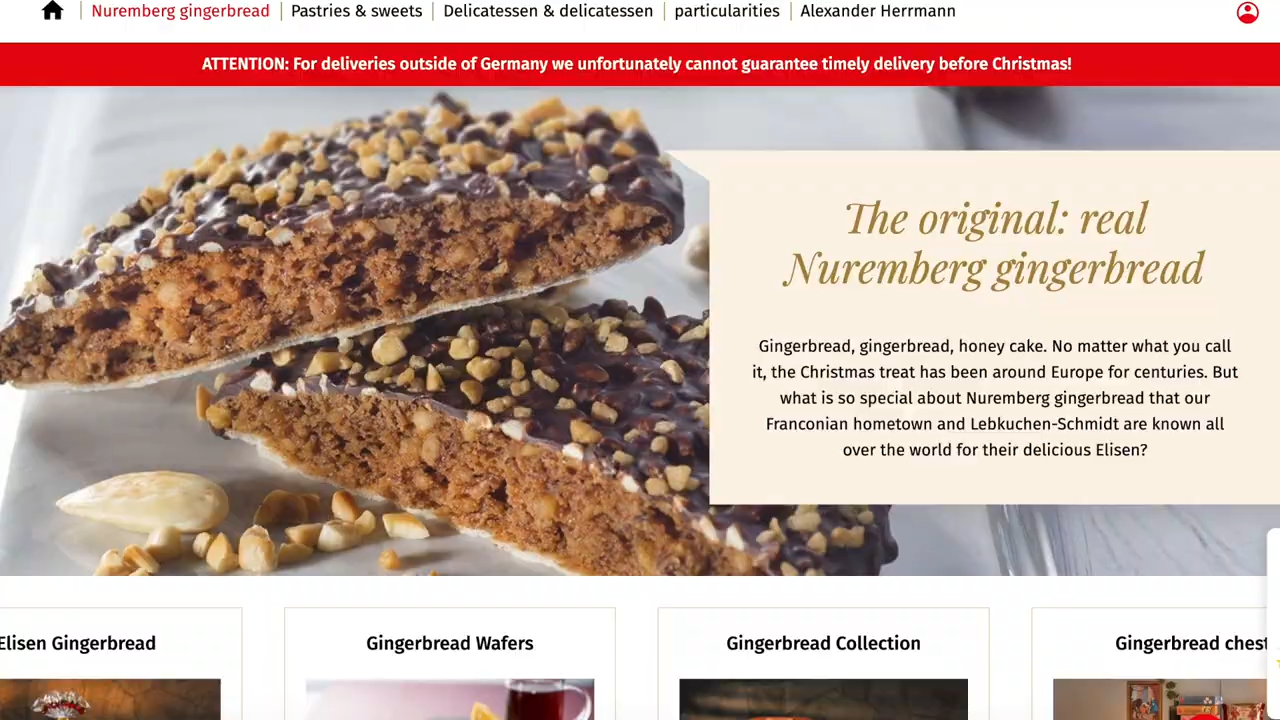 Nuremberg gingerbread
Pastries & sweets
Delicatessen & delicatessen
particularities
Alexander Herrmann
ATTENTION: For deliveries outside of Germany we unfortunately cannot guarantee timely delivery before Christmas!
The original: real
Nuremberg gingerbread
Gingerbread, gingerbread, honey cake. No matter what you call
it, the Christmas treat has been around Europe for centuries. But
what is so special about Nuremberg gingerbread that our
Franconian hometown and Lebkuchen-Schmidt are known all
over the world for their delicious Elisen?
Elisen Gingerbread
Gingerbread Wafers
Gingerbread Collection
Gingerbread chest